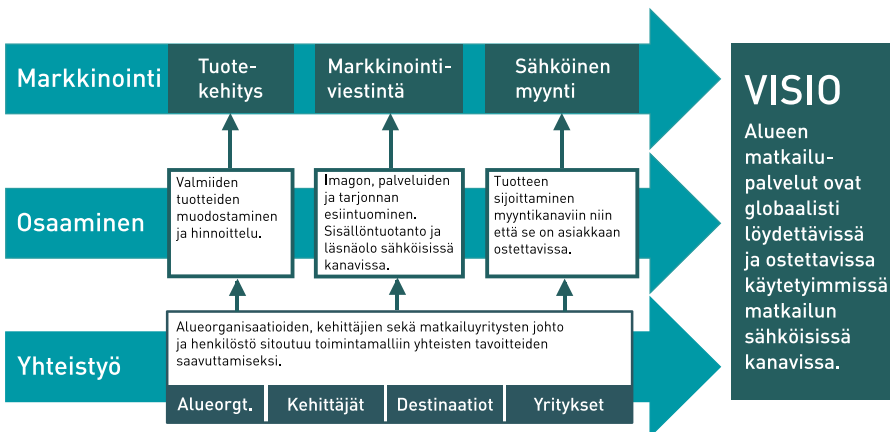 Markkinointi
Tuote-
kehitys
Markkinointi-
viestintä
Sähköinen
myynti
Osaaminen
Valmiiden
tuotteiden
muodostaminen
ja hinnoittelu.
Imagon, palveluiden
ja tarjonnan
esiintuominen.
Sisällöntuotanto ja
läsnäolo sähköisissä
kanavissa.
Tuotteen
sijoittaminen
myyntikanaviin niin
että se on asiakkaan
ostettavissa.
Yhteistyö
Alueorganisaatioiden, kehittäjien sekä matkailuyritysten johto
ja henkilöstö sitoutuu toimintamalliin yhteisten tavoitteiden
saavuttamiseksi.
Alueorgt.
Kehittäjät
Destinaatiot
Yritykset
VISIO
Alueen
matkailu-
palvelut ovat
globaalisti
löydettävissä
ja ostettavissa
käytetyimmissä
matkailun
sähköisissä
kanavissa.